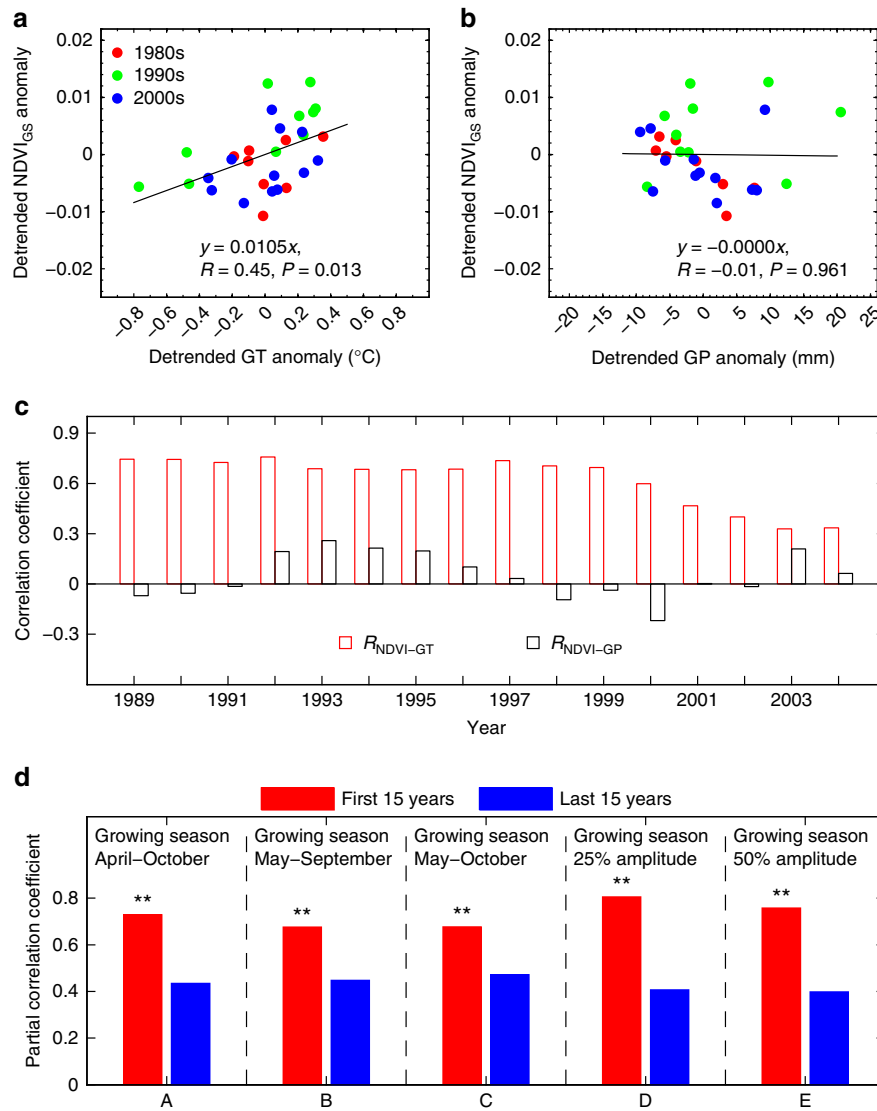 a
0.02
0.01
0
−0.01
−0.02
Detrended NDVI_GS anomaly
1980s
1990s
2000s
y = 0.0105x,
R = 0.45, P = 0.013
−0.8
−0.6
−0.4
−0.2
0
0.2
0.4
0.6
0.8
Detrended GT anomaly (°C)
b
0.02
0.01
0
−0.01
−0.02
Detrended NDVI_GS anomaly
y = −0.0000x,
R = −0.01, P = 0.961
−20
−15
−10
−5
0
5
10
15
20
25
Detrended GP anomaly (mm)
c
0.9
0.6
0.3
0
−0.3
Correlation coefficient
R_NDVI−GT
R_NDVI−GP
1989
1991
1993
1995
1997
1999
2001
2003
Year
d
First 15 years
Last 15 years
Partial correlation coefficient
0.8
0.6
0.4
0.2
0
Growing season
April−October
**
Growing season
May−September
**
Growing season
May−October
**
Growing season
25% amplitude
**
Growing season
50% amplitude
**
A
B
C
D
E